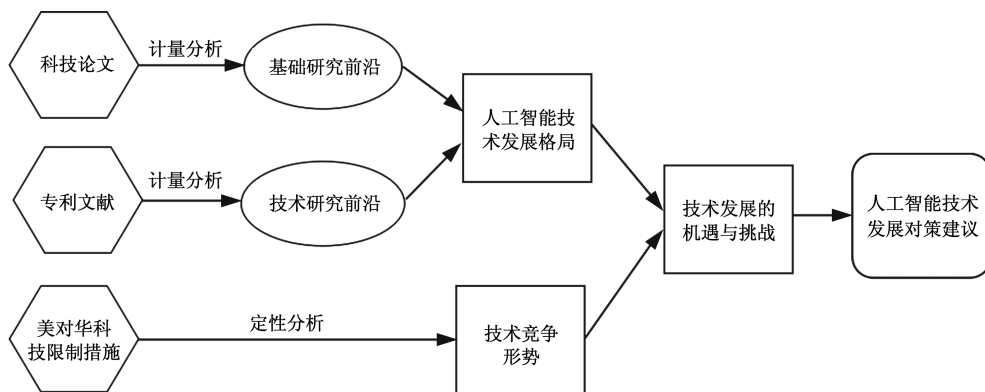 科技论文
计量分析
基础研究前沿
人工智能技
术发展格局
专利文献
计量分析
技术研究前沿
技术发展的
机遇与挑战
人工智能技术
发展对策建议
美对华科
技限制措施
定性分析
技术竞争
形势